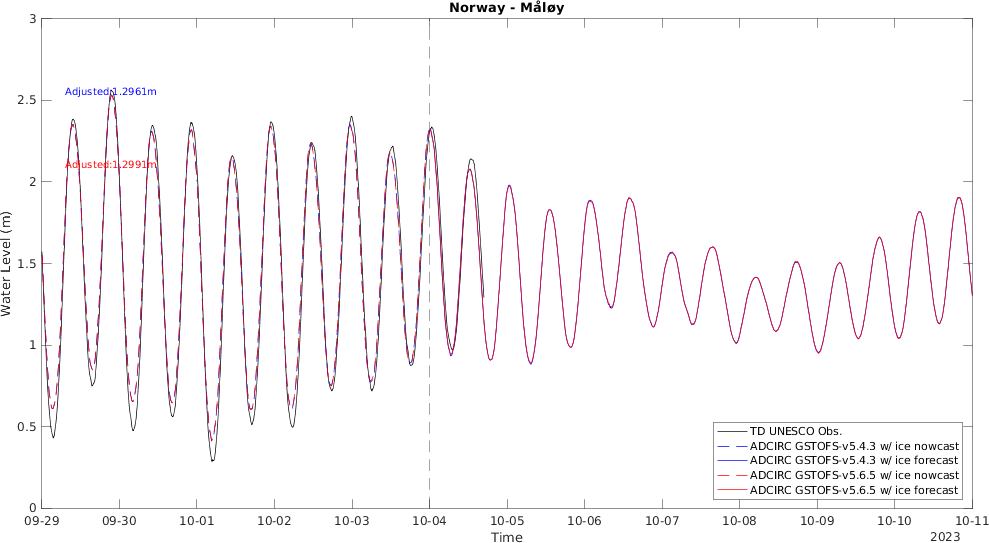 Norway - Måløy
3
2.5
2
1.5
1
0.5
0
Water Level (m)
Adjusted:1.2961m
Adjusted:1.2991m
TD UNESCO Obs.
ADCIRC GSTOFS-v5.4.3 w/ ice nowcast
ADCIRC GSTOFS-v5.4.3 w/ ice forecast
ADCIRC GSTOFS-v5.6.5 w/ ice nowcast
ADCIRC GSTOFS-v5.6.5 w/ ice forecast
09-29 09-30 10-01 10-02 10-03 10-04 10-05 10-06 10-07 10-08 10-09 10-10 10-11
Time
2023